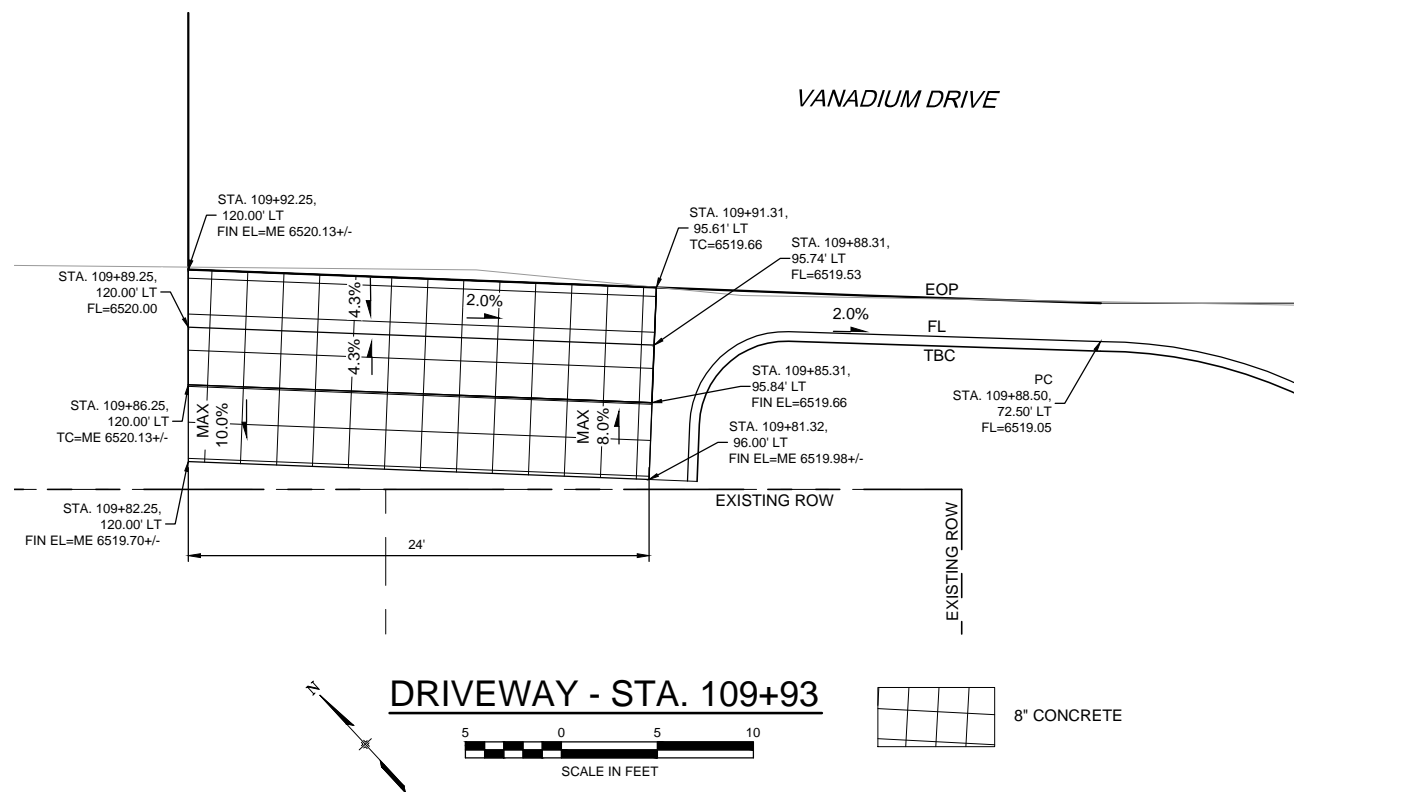 VANADIUM DRIVE
STA. 109+92.25,
120.00' LT
FIN EL=ME 6520.13+/-
STA. 109+91.31,
95.61' LT
TC=6519.66
STA. 109+88.31,
95.74' LT
FL=6519.53
STA. 109+89.25,
120.00' LT
FL=6520.00
4.3%
2.0%
EOP
2.0%
FL
TBC
4.3%
STA. 109+85.31,
95.84' LT
FIN EL=6519.66
PC
STA. 109+88.50,
72.50' LT
FL=6519.05
STA. 109+86.25,
120.00' LT
TC=ME 6520.13+/-
MAX
10.0%
MAX
8.0%
STA. 109+81.32,
96.00' LT
FIN EL=ME 6519.98+/-
EXISTING ROW
STA. 109+82.25,
120.00' LT
FIN EL=ME 6519.70+/-
24'
EXISTING ROW
N
DRIVEWAY - STA. 109+93
5 0 5 10
SCALE IN FEET
8" CONCRETE